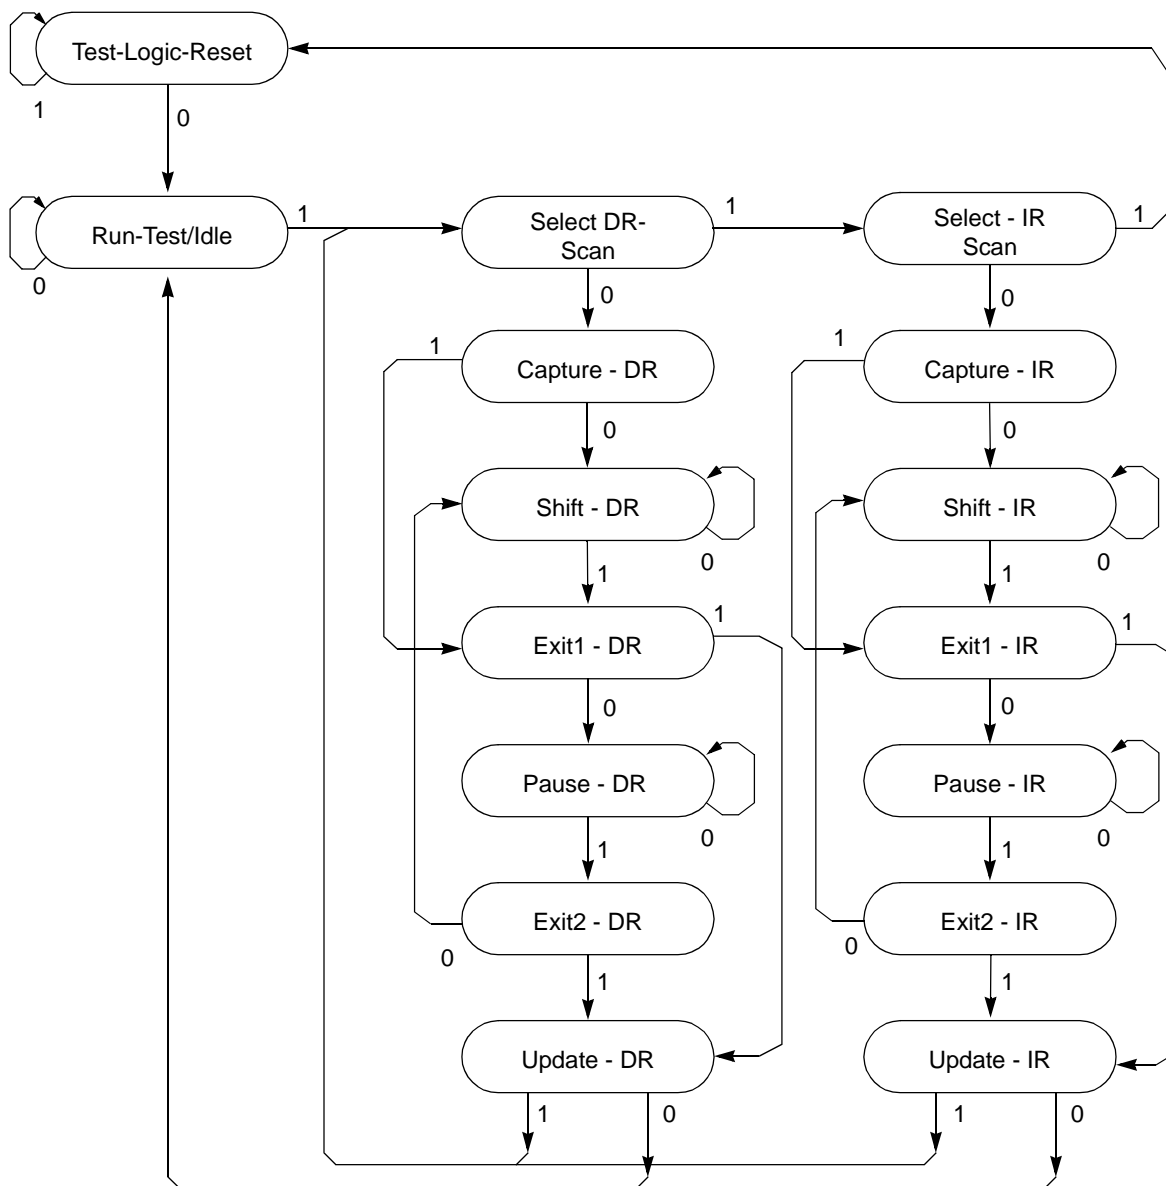 Test-Logic-Reset
1
0
Run-Test/Idle
0
1
Select DR-
Scan
1
Select - IR
Scan
1
0
0
1
Capture - DR
1
Capture - IR
0
0
Shift - DR
0
Shift - IR
0
1
1
Exit1 - DR
1
Exit1 - IR
1
0
0
Pause - DR
0
Pause - IR
0
1
1
Exit2 - DR
0
Exit2 - IR
0
1
1
Update - DR
Update - IR
1
0
1
0